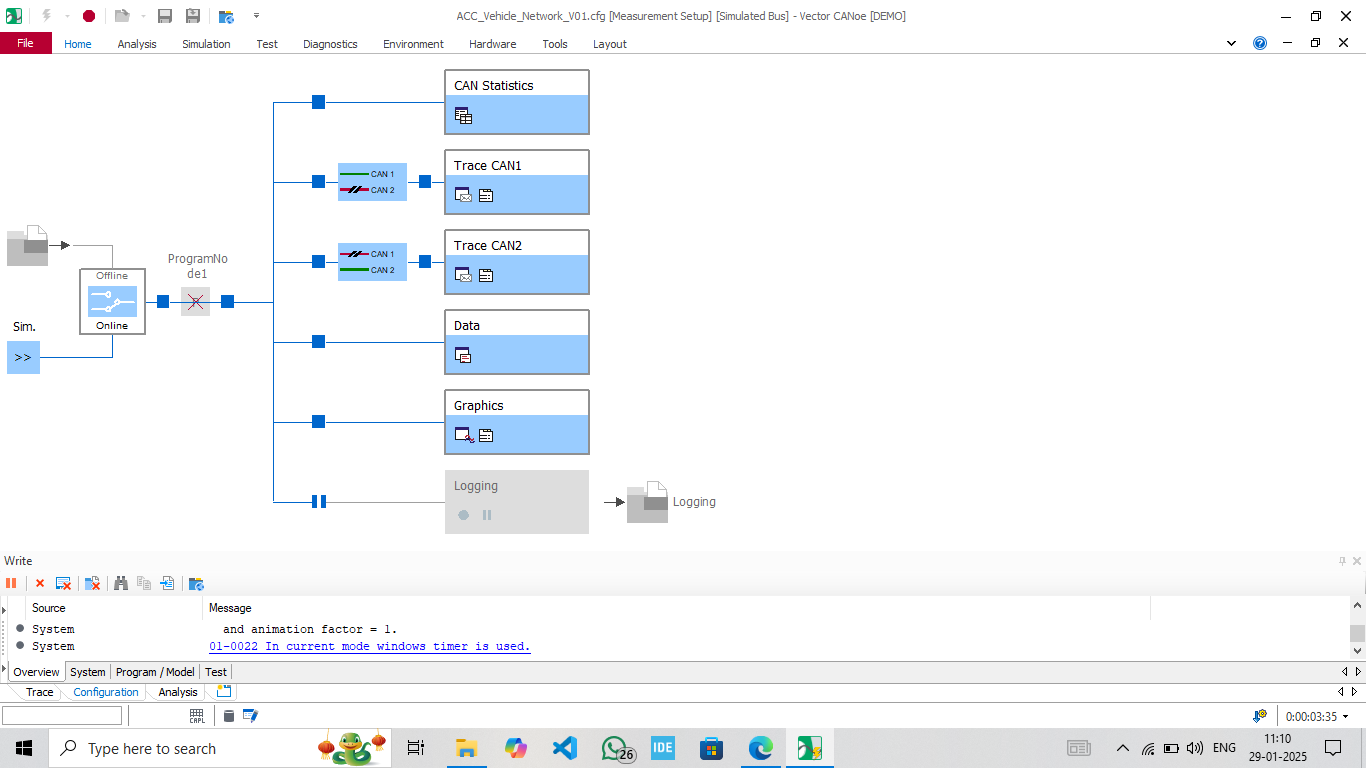 ACC_Vehicle_Network_V01.cfg [Measurement Setup] [Simulated Bus] - Vector CANoe [DEMO]
File Home Analysis Simulation Test Diagnostics Environment Hardware Tools Layout
CAN Statistics
Trace CAN1
CAN 1
CAN 2
Trace CAN2
CAN 1
CAN 2
ProgramNo
de1
Offline
Online
Sim.
>>
Data
Graphics
Logging
Logging
Write
Source Message
System and animation factor = 1.
System 01-0022 In current mode windows timer is used.
Overview System Program / Model Test
Trace Configuration Analysis
CAPL
0:00:03:35
Type here to search
26
IDE
ENG
11:10
29-01-2025